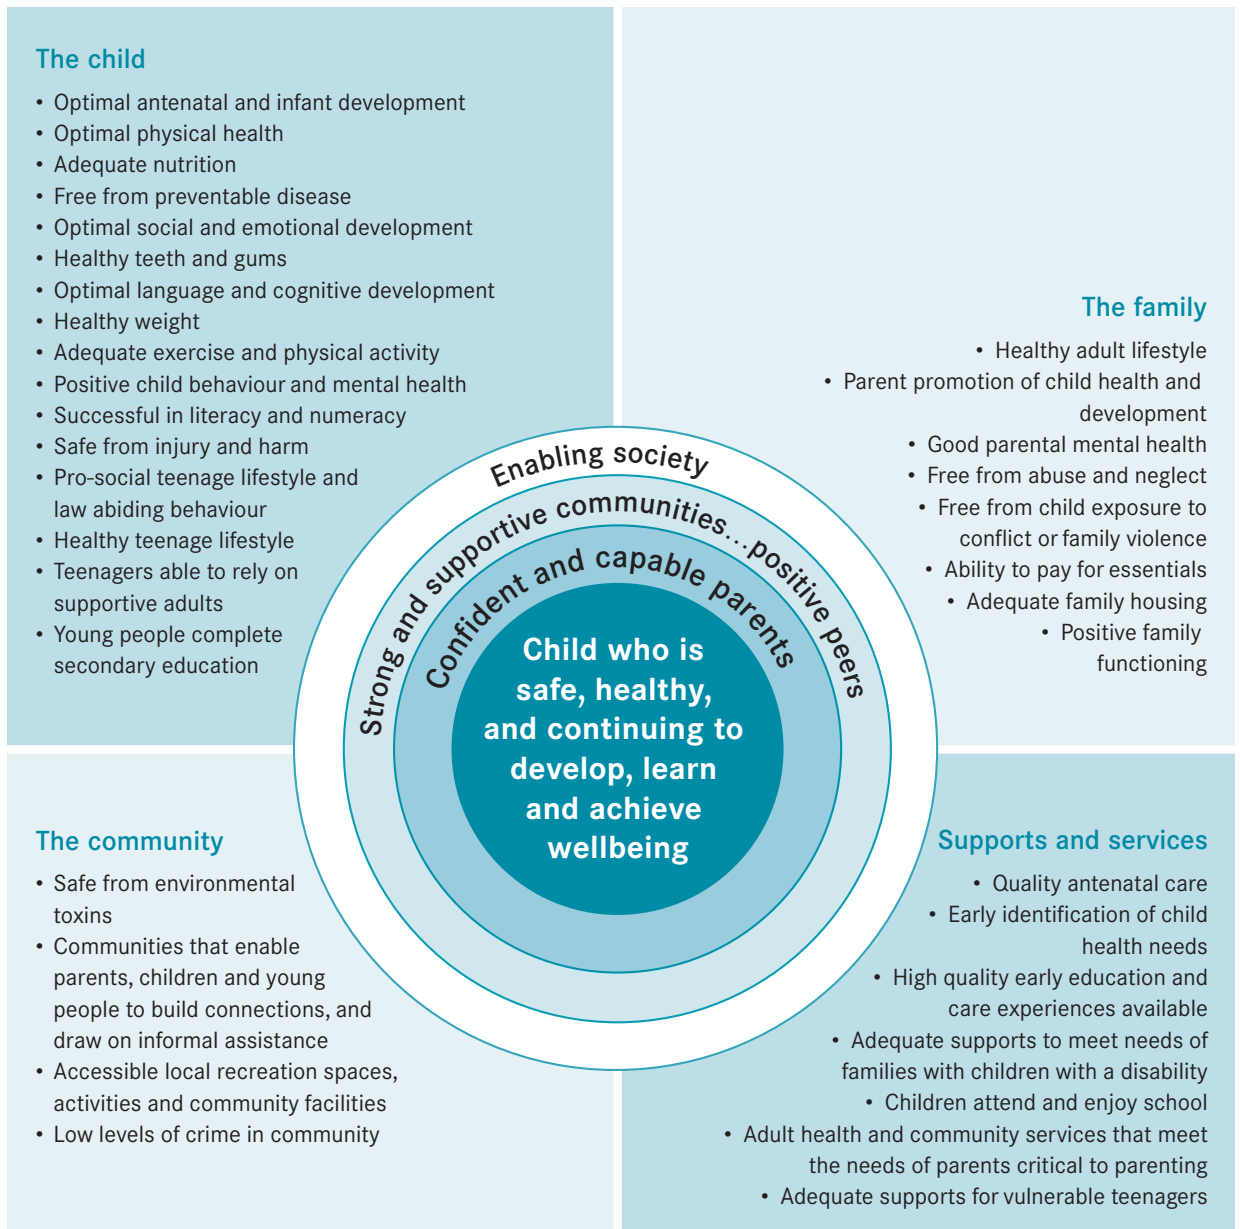 The child
• Optimal antenatal and infant development
• Optimal physical health
• Adequate nutrition
• Free from preventable disease
• Optimal social and emotional development
• Healthy teeth and gums
• Optimal language and cognitive development
• Healthy weight
• Adequate exercise and physical activity
• Positive child behaviour and mental health
• Successful in literacy and numeracy
• Safe from injury and harm
• Pro-social teenage lifestyle and
law abiding behaviour
• Healthy teenage lifestyle
• Teenagers able to rely on
supportive adults
• Young people complete
secondary education
The family
• Healthy adult lifestyle
• Parent promotion of child health and
development
• Good parental mental health
• Free from abuse and neglect
• Free from child exposure to
conflict or family violence
• Ability to pay for essentials
• Adequate family housing
• Positive family
functioning
Enabling society
Strong and supportive communities...positive peers
Confident and capable parents
Child who is
safe, healthy,
and continuing to
develop, learn
and achieve
wellbeing
The community
• Safe from environmental
toxins
• Communities that enable
parents, children and young
people to build connections, and
draw on informal assistance
• Accessible local recreation spaces,
activities and community facilities
• Low levels of crime in community
Supports and services
• Quality antenatal care
• Early identification of child
health needs
• High quality early education and
care experiences available
• Adequate supports to meet needs of
families with children with a disability
• Children attend and enjoy school
• Adult health and community services that meet
the needs of parents critical to parenting
• Adequate supports for vulnerable teenagers